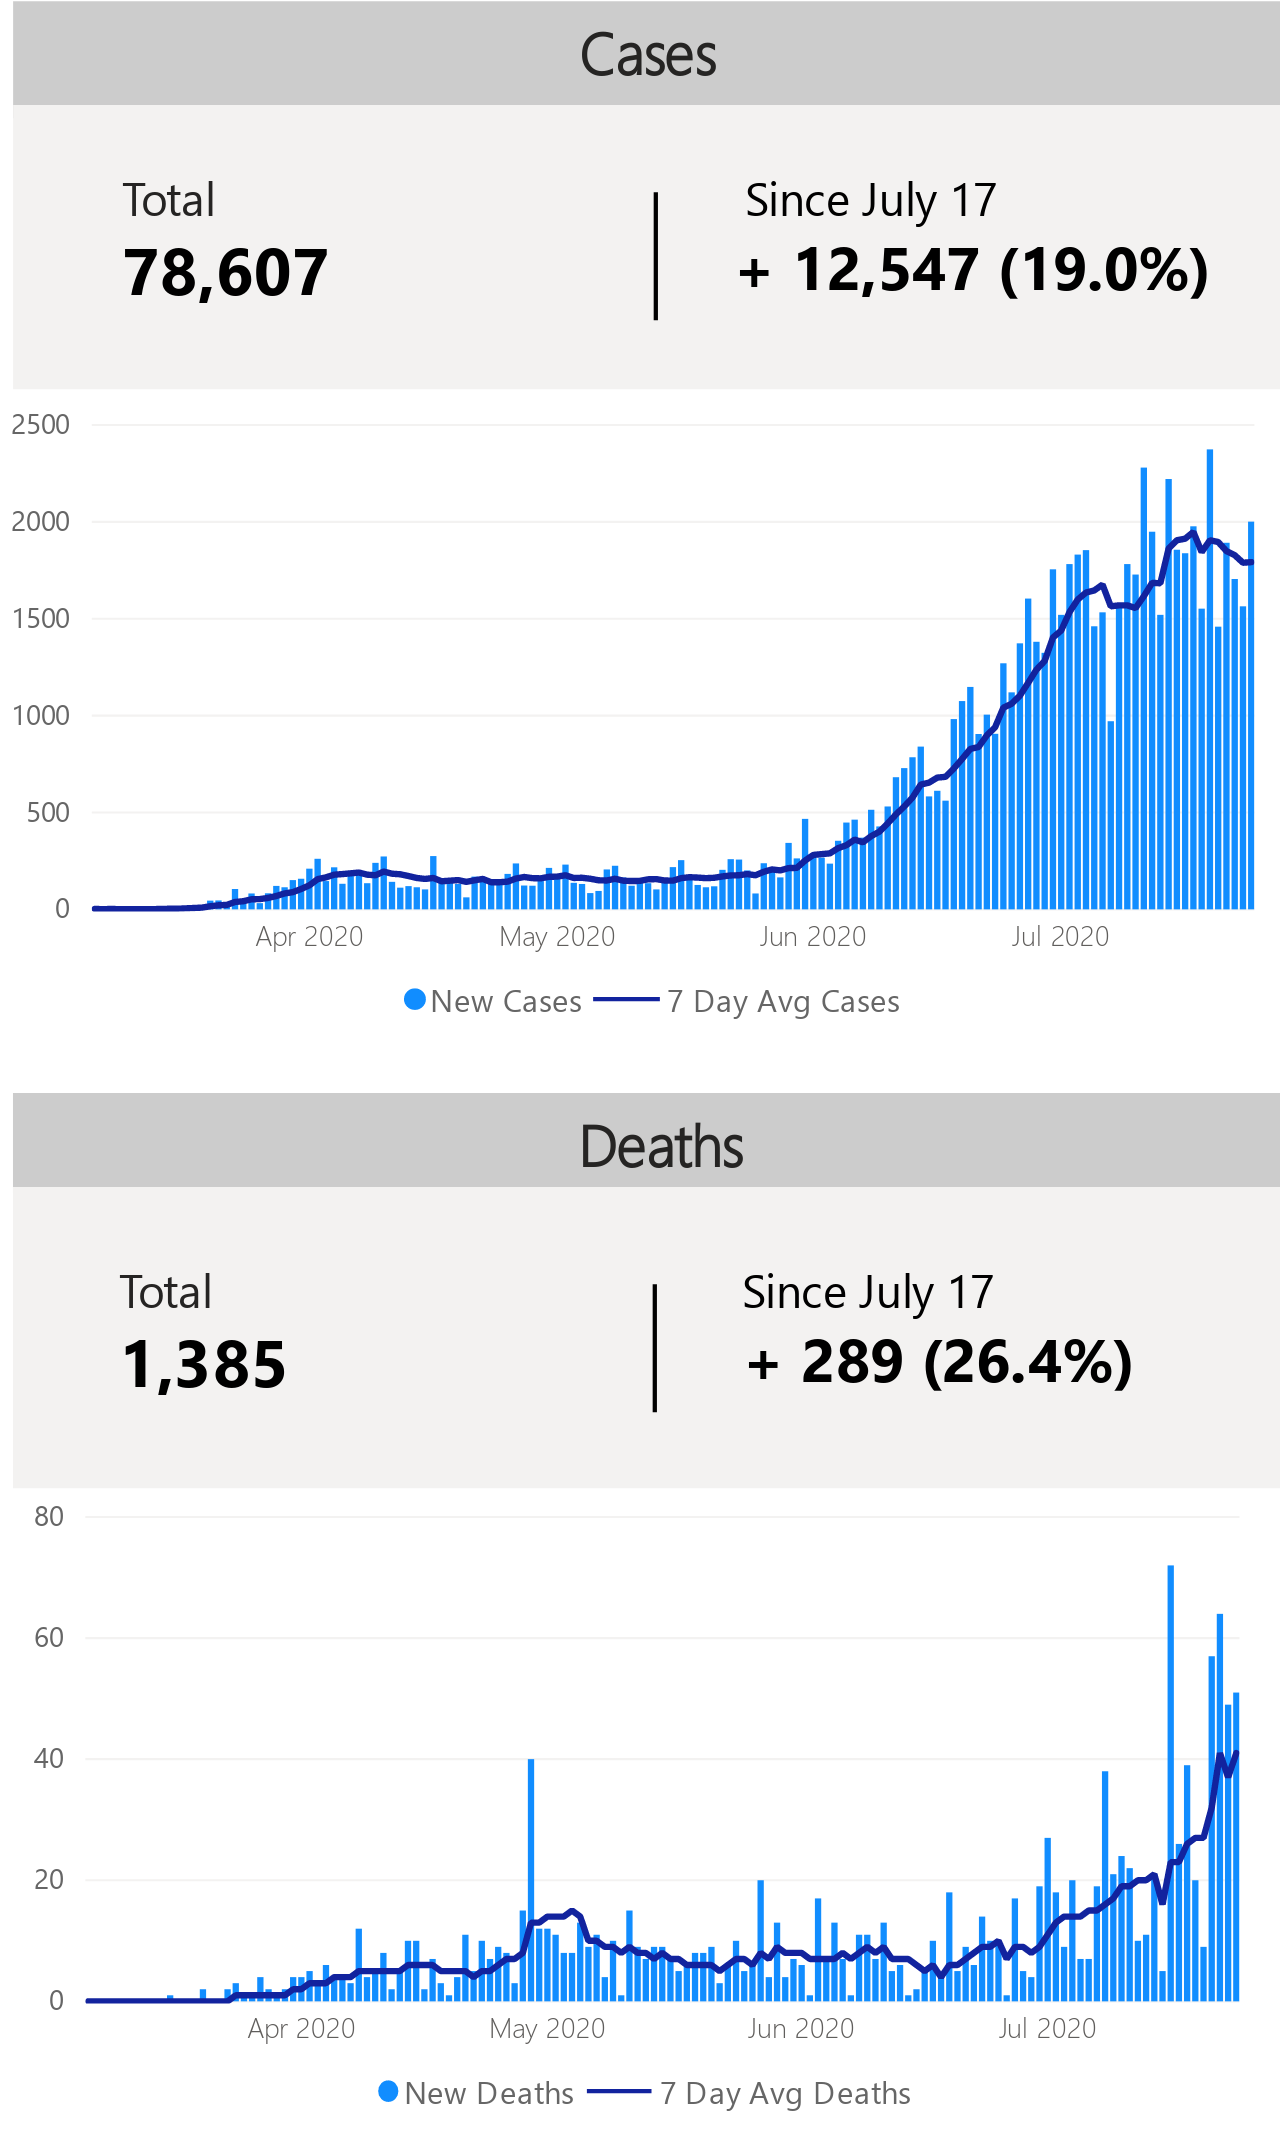 Cases
Total
Since July 17
78,607
+ 12,547 (19.0%)
2500
2000
1500
1000
500
0
Apr 2020
May 2020
Jun 2020
Jul 2020
New Cases
7 Day Avg Cases
Deaths
Total
Since July 17
1,385
+ 289 (26.4%)
80
60
40
20
0
Apr 2020
May 2020
Jun 2020
Jul 2020
New Deaths
7 Day Avg Deaths